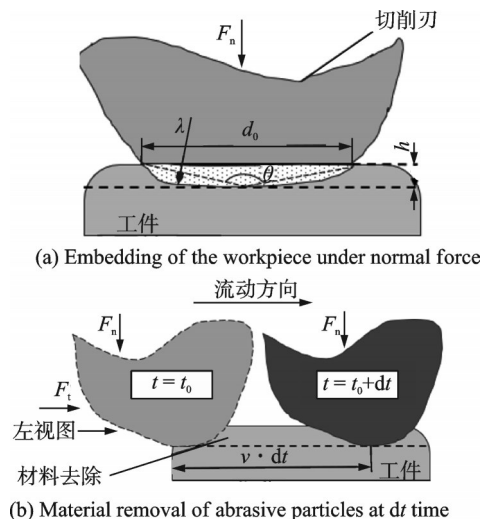 切削刃
Fn
λ
d0
h
θ
工件
(a) Embedding of the workpiece under normal force
流动方向
Fn
Fn
t = t0
t = t0+dt
Ft
左视图
材料去除
v · dt
工件
(b) Material removal of abrasive particles at dt time